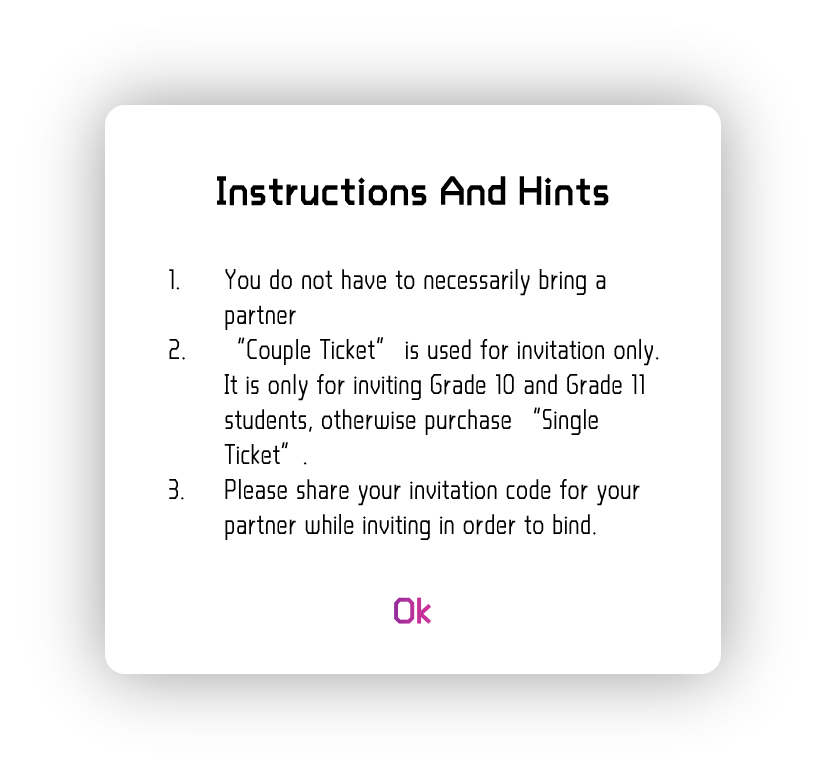 Instructions And Hints
1. You do not have to necessarily bring a
partner
2. "Couple Ticket" is used for invitation only.
It is only for inviting Grade 10 and Grade 11
students, otherwise purchase "Single
Ticket" .
3. Please share your invitation code for your
partner while inviting in order to bind.
Ok